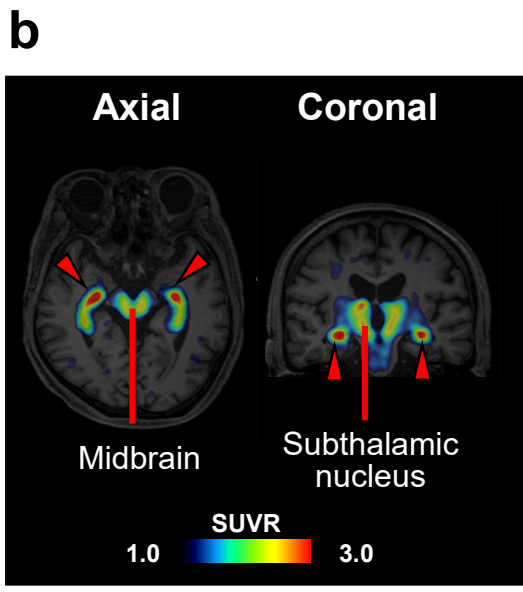 b
Axial
Coronal
Midbrain
Subthalamic
nucleus
SUVR
1.0
3.0